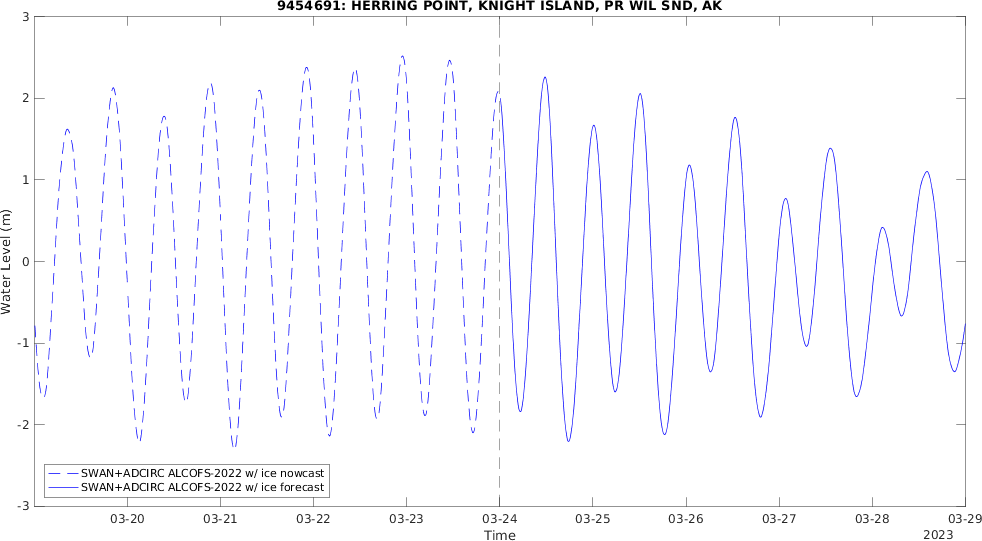 9454691: HERRING POINT, KNIGHT ISLAND, PR WIL SND, AK
3
2
1
0
-1
-2
-3
Water Level (m)
SWAN+ADCIRC ALCOFS-2022 w/ ice nowcast
SWAN+ADCIRC ALCOFS-2022 w/ ice forecast
03-20 03-21 03-22 03-23 03-24 03-25 03-26 03-27 03-28 03-29
Time
2023